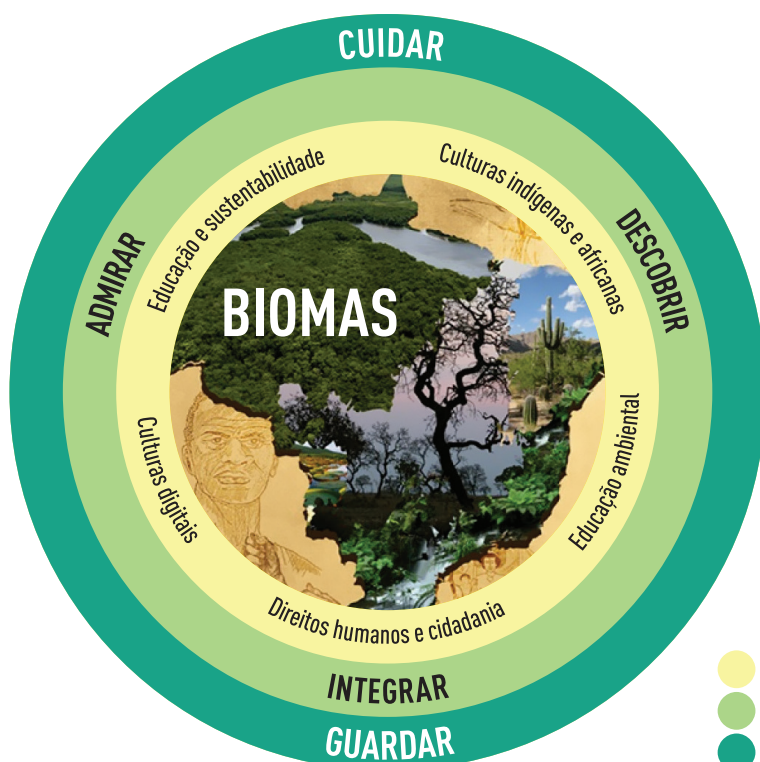 CUIDAR
Educação e sustentabilidade
Culturas indígenas e africanas
ADMIRAR
DESCOBRIR
BIOMAS
Culturas digitais
Educação ambiental
Direitos humanos e cidadania
INTEGRAR
GUARDAR